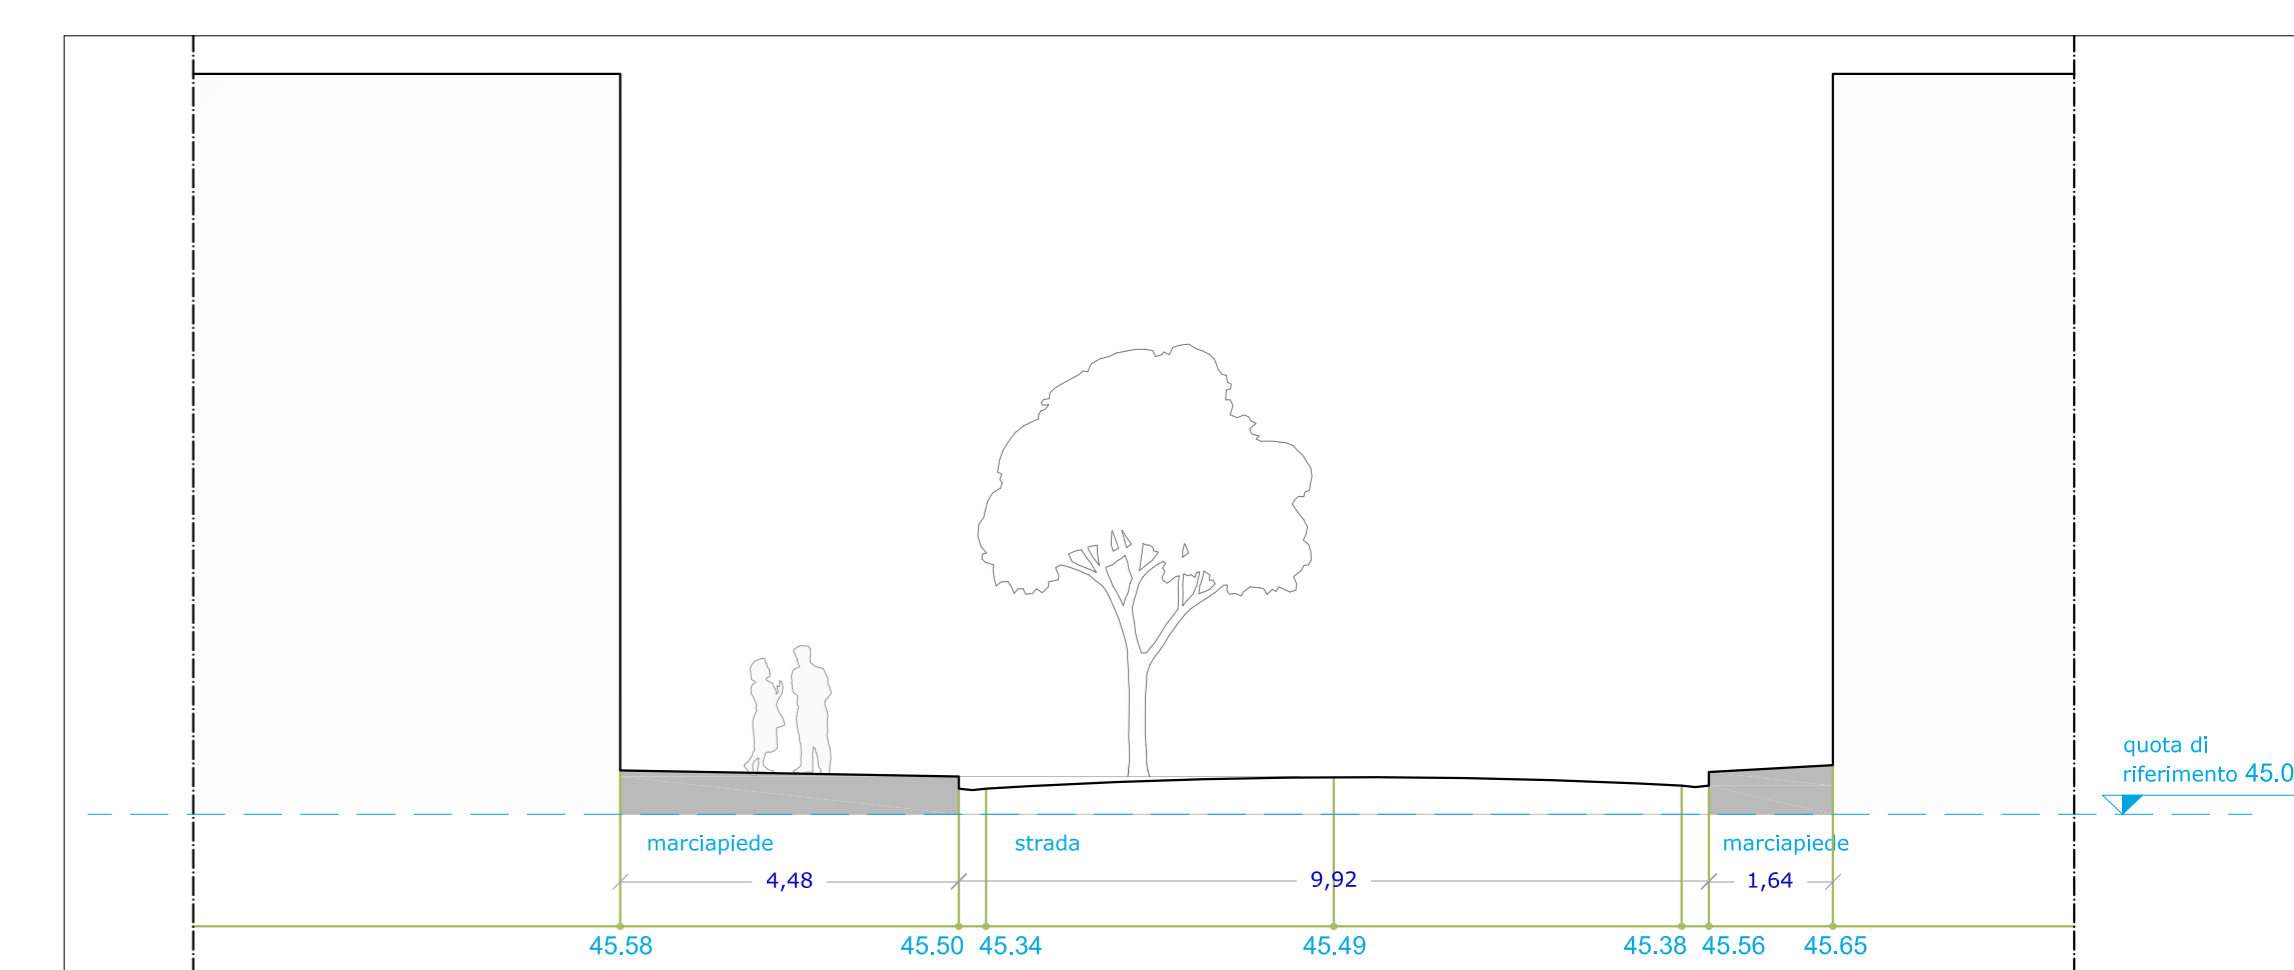 quota di
riferimento 45.0
marciapiede strada marciapiede
4,48 9,92 1,64
45.58 45.50 45.34 45.49 45.38 45.56 45.65